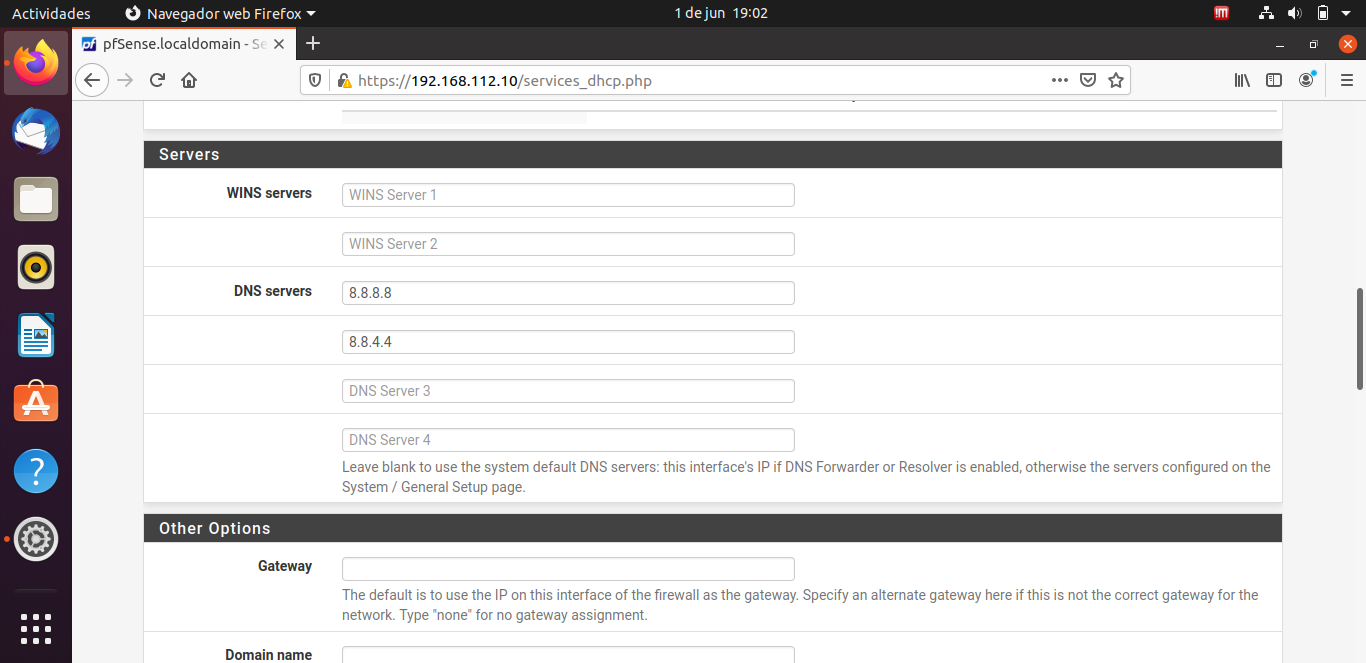 Actividades
Navegador web Firefox
1 de jun 19:02
pfSense.localdomain - Se
https://192.168.112.10/services_dhcp.php
Servers
WINS servers
WINS Server 1
WINS Server 2
DNS servers
8.8.8.8
8.8.4.4
DNS Server 3
DNS Server 4
Leave blank to use the system default DNS servers: this interface's IP if DNS Forwarder or Resolver is enabled, otherwise the servers configured on the
System / General Setup page.
Other Options
Gateway
The default is to use the IP on this interface of the firewall as the gateway. Specify an alternate gateway here if this is not the correct gateway for the
network. Type "none" for no gateway assignment.
Domain name